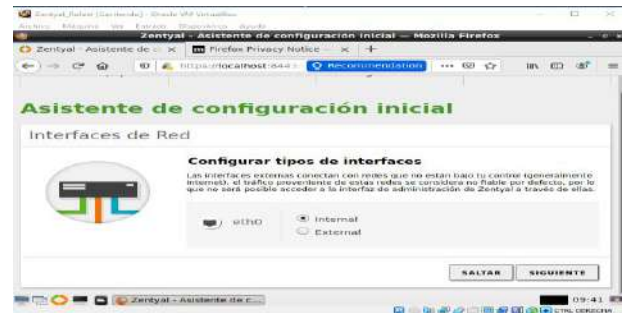 Zentyal - Asistente de configuración inicial — Mozilla Firefox
Zentyal - Asistente de c
Firefox Privacy Notice —
Recommendation
Asistente de configuración inicial
Interfaces de Red
Configurar tipos de interfaces
Las interfaces externas conectan con redes que no están bajo tu control (generalmente
Internet), el tráfico proveniente de estas redes se considera no fiable por defecto, por lo
que no será posible acceder a la interfaz de administración de Zentyal a través de ellas.
eth0
Internal
External
SALTAR
SIGUIENTE
Zentyal - Asistente de c...
09:41
CTRL DERECHA